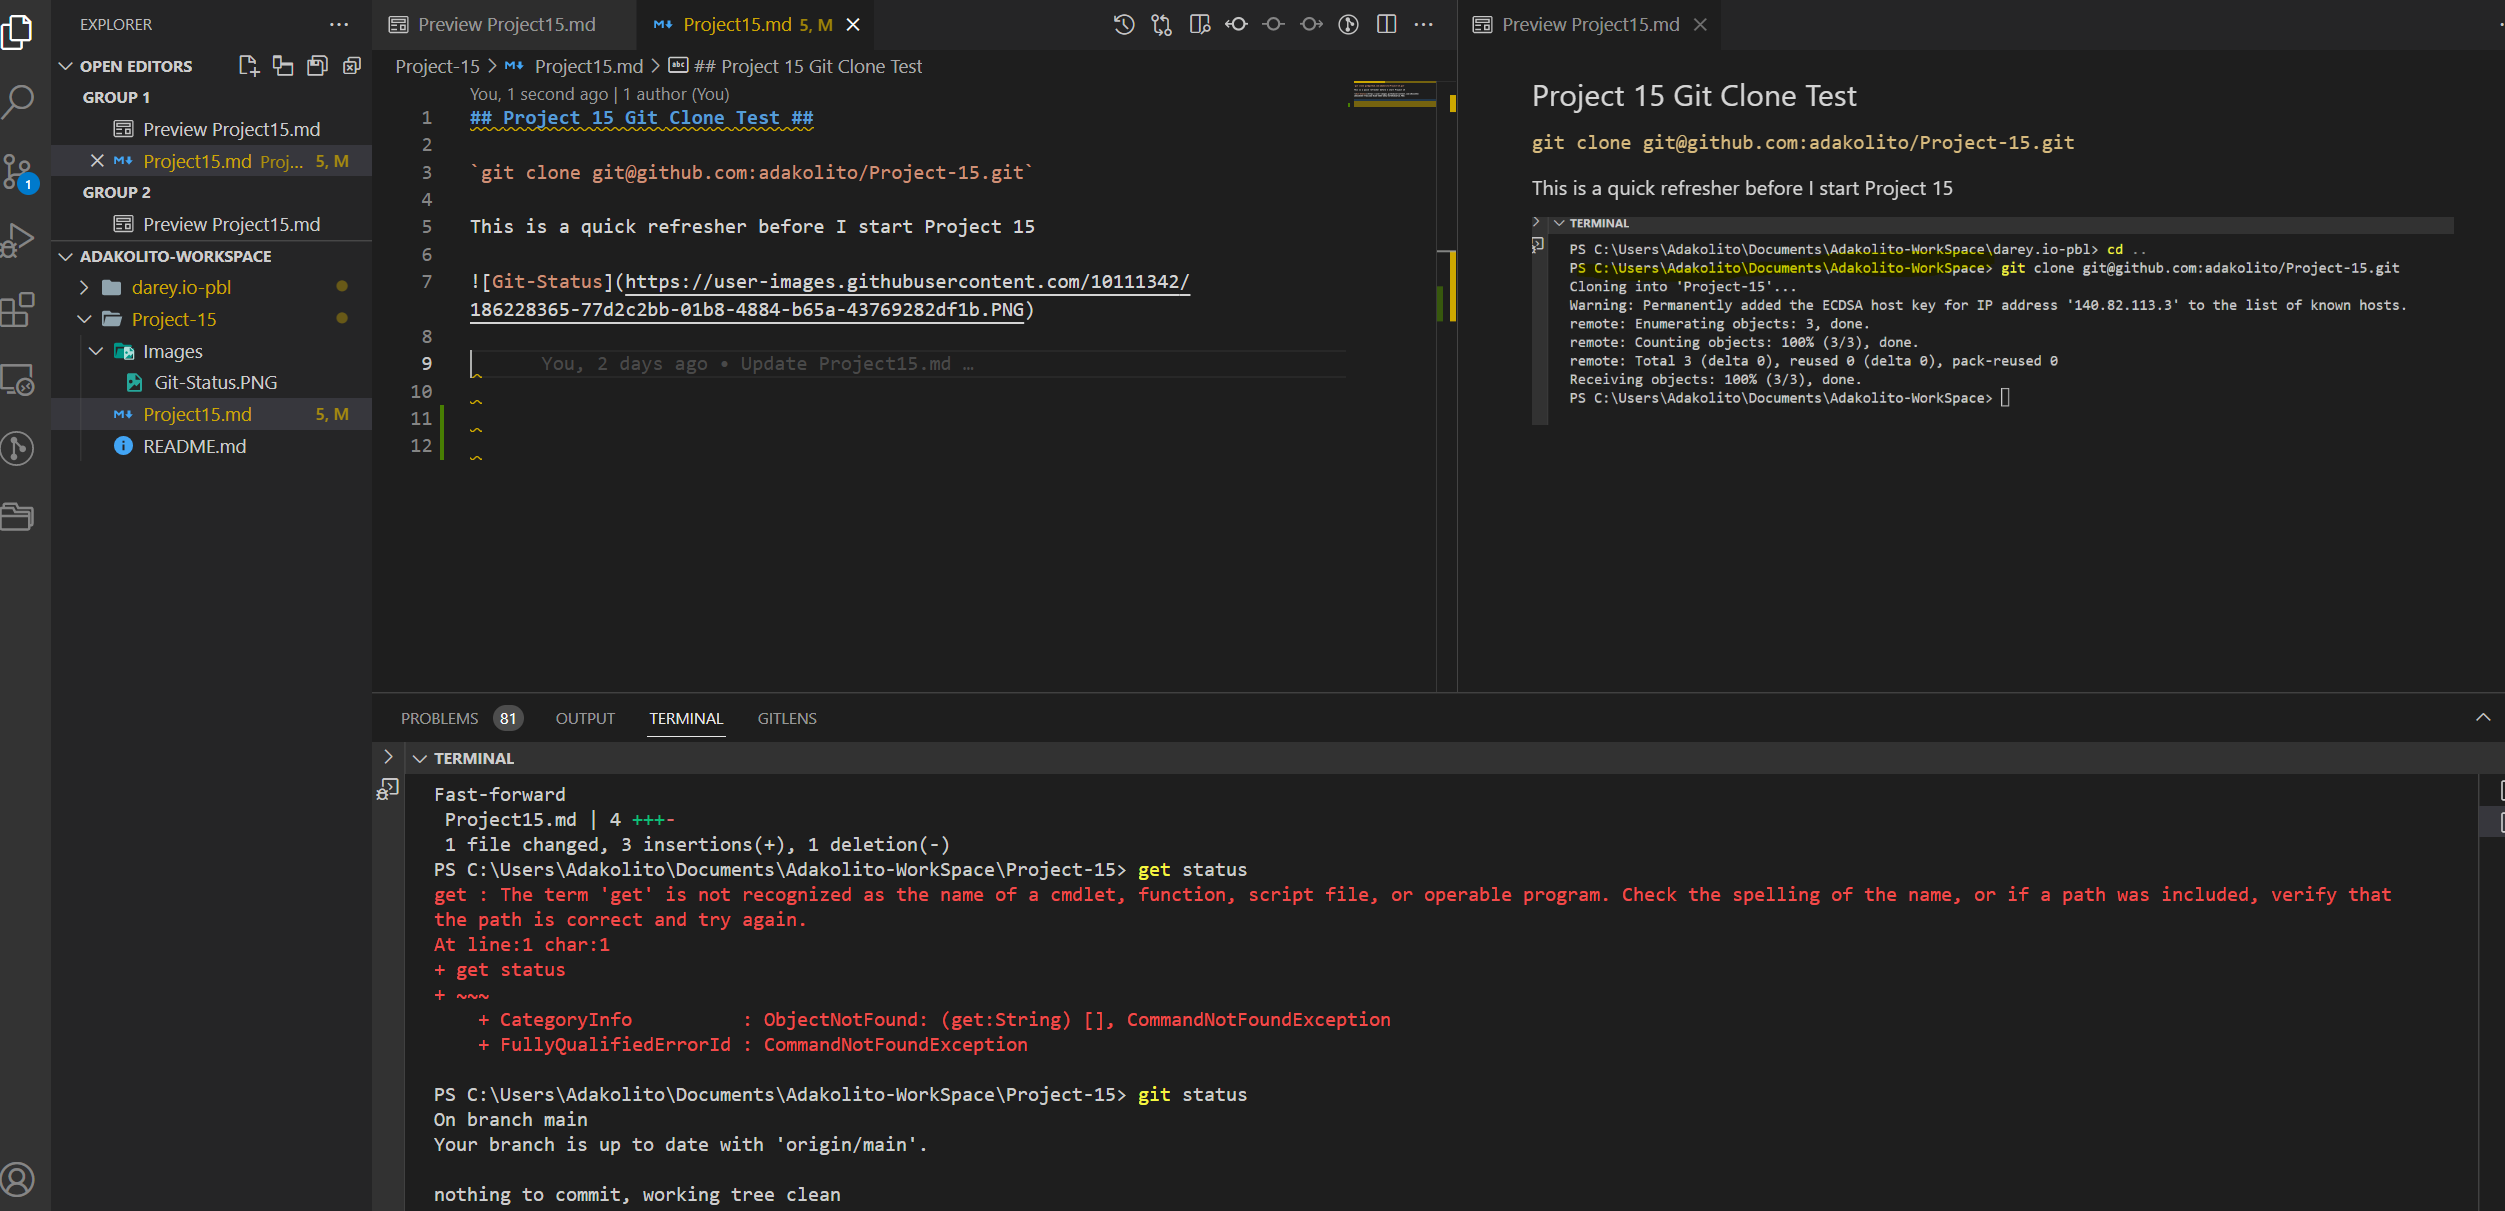 EXPLORER
OPEN EDITORS
GROUP 1
Preview Project15.md
Project15.md Proj... 5, M
GROUP 2
Preview Project15.md
ADAKOLITO-WORKSPACE
darey.io-pbl
Project-15
Images
Git-Status.PNG
Project15.md 5, M
README.md
1
Preview Project15.md
Project15.md 5, M
Project-15 > Project15.md > ## Project 15 Git Clone Test
You, 1 second ago | 1 author (You)
1 ## Project 15 Git Clone Test ##
2
3 `git clone git@github.com:adakolito/Project-15.git`
4
5 This is a quick refresher before I start Project 15
6
7 ![Git-Status](https://user-images.githubusercontent.com/10111342/
186228365-77d2c2bb-01b8-4884-b65a-43769282df1b.PNG)
8
9 You, 2 days ago • Update Project15.md …
10
11
12
Preview Project15.md
Project 15 Git Clone Test
git clone git@github.com:adakolito/Project-15.git
This is a quick refresher before I start Project 15
TERMINAL
PS C:\Users\Adakolito\Documents\Adakolito-WorkSpace\darey.io-pbl> cd ..
PS C:\Users\Adakolito\Documents\Adakolito-WorkSpace> git clone git@github.com:adakolito/Project-15.git
Cloning into 'Project-15'...
Warning: Permanently added the ECDSA host key for IP address '140.82.113.3' to the list of known hosts.
remote: Enumerating objects: 3, done.
remote: Counting objects: 100% (3/3), done.
remote: Total 3 (delta 0), reused 0 (delta 0), pack-reused 0
Receiving objects: 100% (3/3), done.
PS C:\Users\Adakolito\Documents\Adakolito-WorkSpace>
PROBLEMS 81 OUTPUT TERMINAL GITLENS
TERMINAL
Fast-forward
Project15.md | 4 +++-
1 file changed, 3 insertions(+), 1 deletion(-)
PS C:\Users\Adakolito\Documents\Adakolito-WorkSpace\Project-15> get status
get : The term 'get' is not recognized as the name of a cmdlet, function, script file, or operable program. Check the spelling of the name, or if a path was included, verify that
the path is correct and try again.
At line:1 char:1
+ get status
+ ~~~
+ CategoryInfo : ObjectNotFound: (get:String) [], CommandNotFoundException
+ FullyQualifiedErrorId : CommandNotFoundException
PS C:\Users\Adakolito\Documents\Adakolito-WorkSpace\Project-15> git status
On branch main
Your branch is up to date with 'origin/main'.
nothing to commit, working tree clean